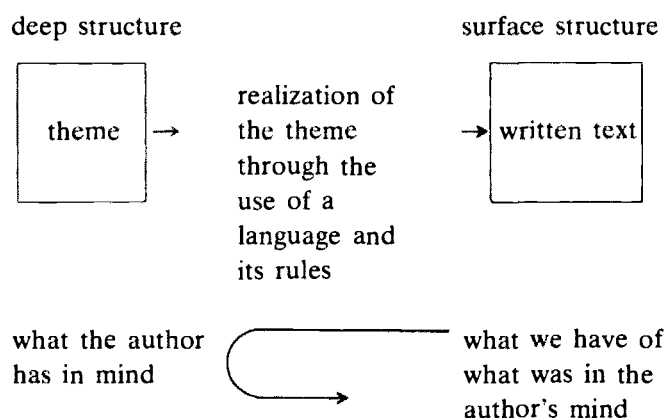 deep structure
surface structure
theme
realization of
the theme
through the
use of a
language and
its rules
written text
what the author
has in mind
what we have of
what was in the
author's mind